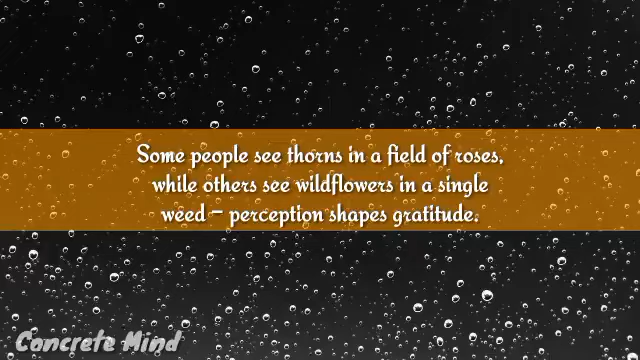 Some people see thorns in a field of roses,
while others see wildflowers in a single
weed – perception shapes gratitude.
Concrete Mind